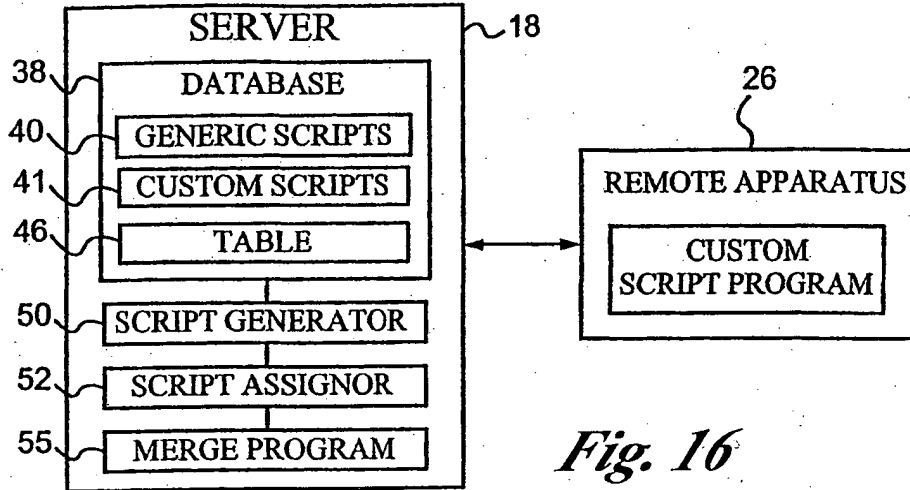 SERVER
18
38
DATABASE
40
GENERIC SCRIPTS
41
CUSTOM SCRIPTS
46
TABLE
50
SCRIPT GENERATOR
52
SCRIPT ASSIGNOR
55
MERGE PROGRAM
26
REMOTE APPARATUS
CUSTOM
SCRIPT PROGRAM
Fig. 16